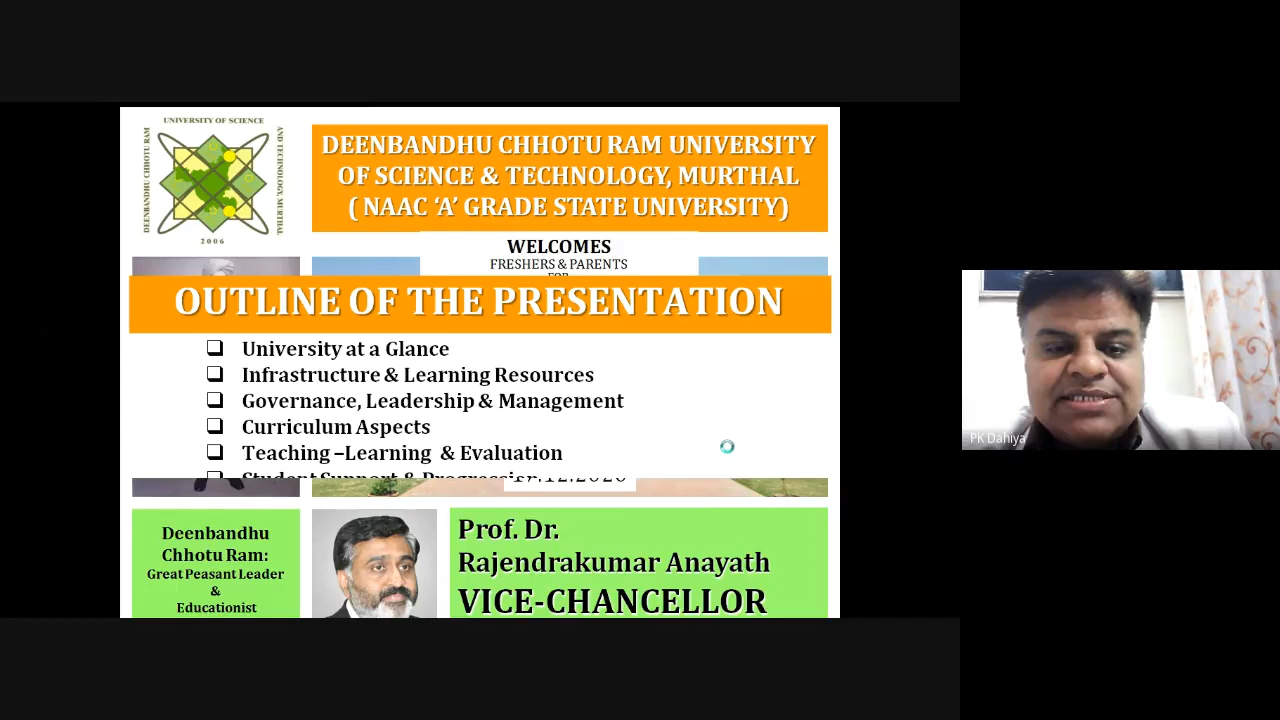 UNIVERSITY OF SCIENCE
DEENBANDHU CHHOTU RAM
AND TECHNOLOGY, MURTHAL
2006
DEENBANDHU CHHOTU RAM UNIVERSITY
OF SCIENCE & TECHNOLOGY, MURTHAL
( NAAC ‘A’ GRADE STATE UNIVERSITY)
WELCOMES
FRESHERS & PARENTS
OUTLINE OF THE PRESENTATION
❑ University at a Glance
❑ Infrastructure & Learning Resources
❑ Governance, Leadership & Management
❑ Curriculum Aspects
❑ Teaching –Learning & Evaluation
❑ Student Support & Progression
Deenbandhu
Chhotu Ram:
Great Peasant Leader
&
Educationist
Prof. Dr.
Rajendrakumar Anayath
VICE-CHANCELLOR
PK Dahiya